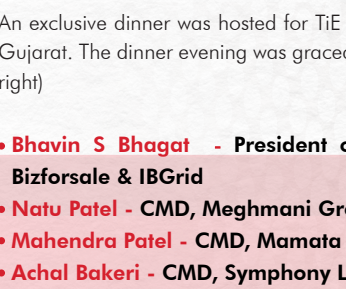 An exclusive dinner was hosted for TiE
Gujarat. The dinner evening was graced
right)
• Bhavin S Bhagat - President
Bizforsale & IBGrid
• Natu Patel - CMD, Meghmani
• Mahendra Patel - CMD, Mamata
• Achal Bakeri - CMD, Symphony